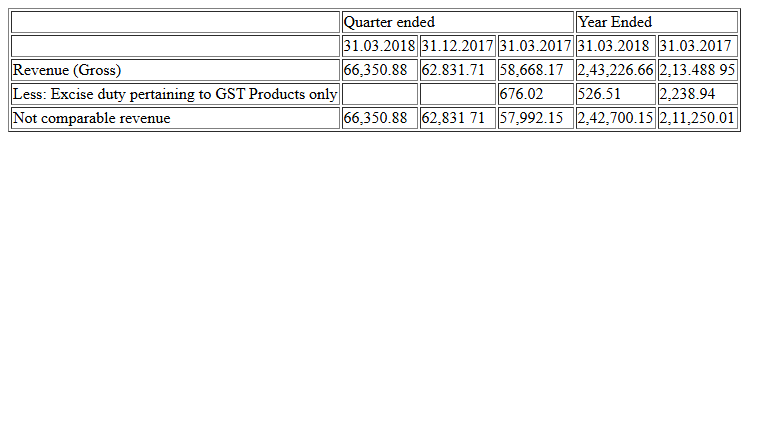 Quarter ended Year Ended
31.03.2018 31.12.2017 31.03.2017 31.03.2018 31.03.2017
Revenue (Gross) 66,350.88 62.831.71 58,668.17 2,43,226.66 2,13.488 95
Less: Excise duty pertaining to GST Products only 676.02 526.51 2,238.94
Not comparable revenue 66,350.88 62,831 71 57,992.15 2,42,700.15 2,11,250.01